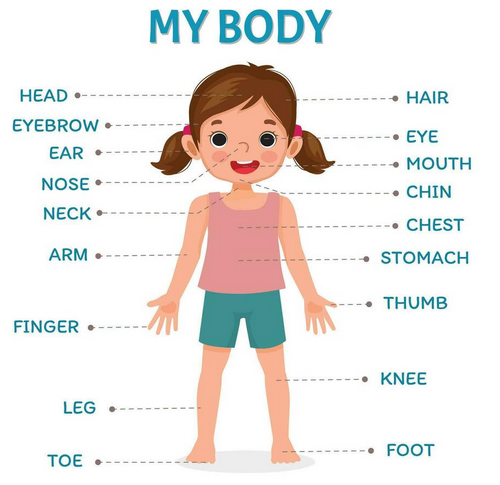 MY BODY
HEAD
HAIR
EYEBROW
EYE
EAR
MOUTH
NOSE
CHIN
NECK
CHEST
ARM
STOMACH
THUMB
FINGER
KNEE
LEG
FOOT
TOE